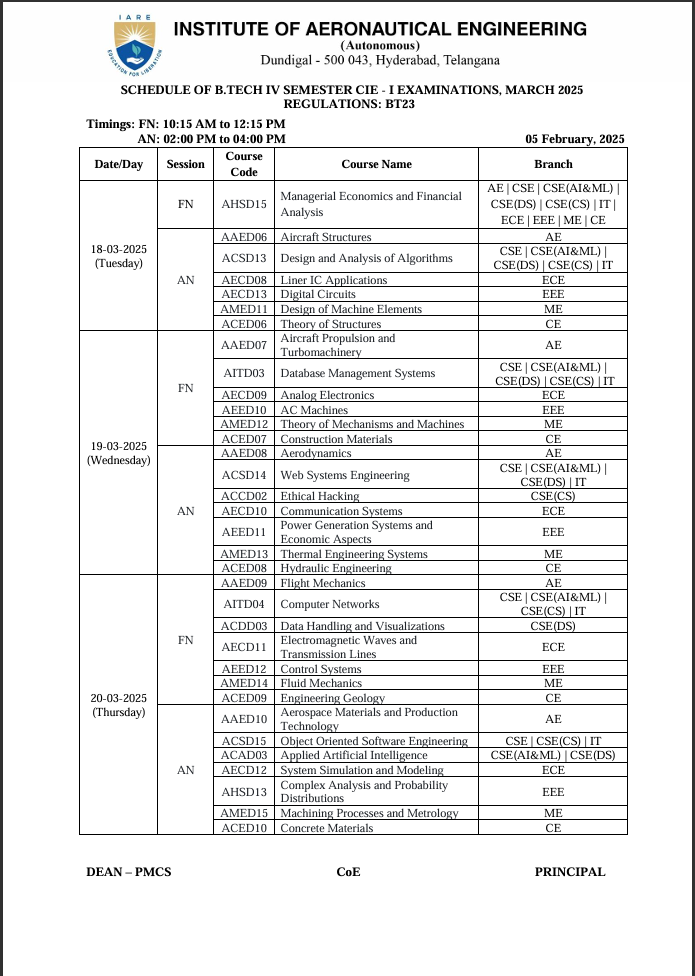 I A R E
EDUCATION FOR LIBERATION
INSTITUTE OF AERONAUTICAL ENGINEERING
(Autonomous)
Dundigal - 500 043, Hyderabad, Telangana
SCHEDULE OF B.TECH IV SEMESTER CIE - I EXAMINATIONS, MARCH 2025
REGULATIONS: BT23
Timings: FN: 10:15 AM to 12:15 PM
AN: 02:00 PM to 04:00 PM 05 February, 2025
Date/Day Session Course Code Course Name Branch
18-03-2025
(Tuesday)
FN
AHSD15 Managerial Economics and Financial Analysis AE | CSE | CSE(AI&ML) | CSE(DS) | CSE(CS) | IT | ECE | EEE | ME | CE
AN
AAED06 Aircraft Structures AE
ACSD13 Design and Analysis of Algorithms CSE | CSE(AI&ML) | CSE(DS) | CSE(CS) | IT
AECD08 Liner IC Applications ECE
AECD13 Digital Circuits EEE
AMED11 Design of Machine Elements ME
ACED06 Theory of Structures CE
19-03-2025
(Wednesday)
FN
AAED07 Aircraft Propulsion and Turbomachinery AE
AITD03 Database Management Systems CSE | CSE(AI&ML) | CSE(DS) | CSE(CS) | IT
AECD09 Analog Electronics ECE
AEED10 AC Machines EEE
AMED12 Theory of Mechanisms and Machines ME
ACED07 Construction Materials CE
AN
AAED08 Aerodynamics AE
ACSD14 Web Systems Engineering CSE | CSE(AI&ML) | CSE(DS) | IT
ACCD02 Ethical Hacking CSE(CS)
AECD10 Communication Systems ECE
AEED11 Power Generation Systems and Economic Aspects EEE
AMED13 Thermal Engineering Systems ME
ACED08 Hydraulic Engineering CE
20-03-2025
(Thursday)
FN
AAED09 Flight Mechanics AE
AITD04 Computer Networks CSE | CSE(AI&ML) | CSE(CS) | IT
ACDD03 Data Handling and Visualizations CSE(DS)
AECD11 Electromagnetic Waves and Transmission Lines ECE
AEED12 Control Systems EEE
AMED14 Fluid Mechanics ME
ACED09 Engineering Geology CE
AN
AAED10 Aerospace Materials and Production Technology AE
ACSD15 Object Oriented Software Engineering CSE | CSE(CS) | IT
ACAD03 Applied Artificial Intelligence CSE(AI&ML) | CSE(DS)
AECD12 System Simulation and Modeling ECE
AHSD13 Complex Analysis and Probability Distributions EEE
AMED15 Machining Processes and Metrology ME
ACED10 Concrete Materials CE
DEAN – PMCS CoE PRINCIPAL